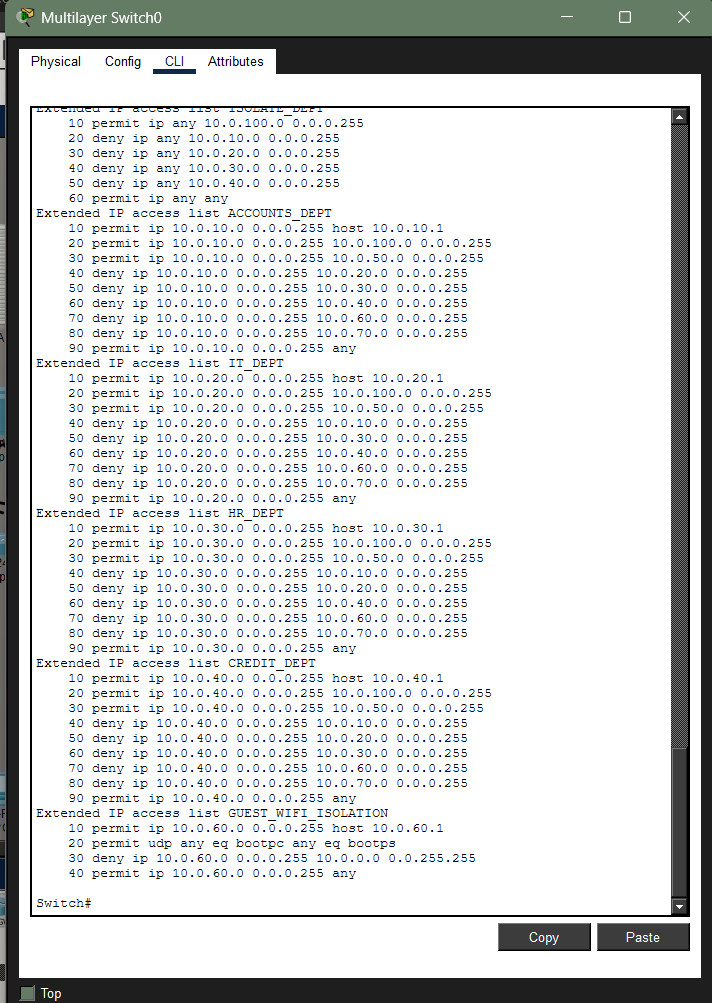 Multilayer Switch0
Physical Config CLI Attributes
Extended IP access list ISOLATE_DEPT
10 permit ip any 10.0.100.0 0.0.0.255
20 deny ip any 10.0.10.0 0.0.0.255
30 deny ip any 10.0.20.0 0.0.0.255
40 deny ip any 10.0.30.0 0.0.0.255
50 deny ip any 10.0.40.0 0.0.0.255
60 permit ip any any
Extended IP access list ACCOUNTS_DEPT
10 permit ip 10.0.10.0 0.0.0.255 host 10.0.10.1
20 permit ip 10.0.10.0 0.0.0.255 10.0.100.0 0.0.0.255
30 permit ip 10.0.10.0 0.0.0.255 10.0.50.0 0.0.0.255
40 deny ip 10.0.10.0 0.0.0.255 10.0.20.0 0.0.0.255
50 deny ip 10.0.10.0 0.0.0.255 10.0.30.0 0.0.0.255
60 deny ip 10.0.10.0 0.0.0.255 10.0.40.0 0.0.0.255
70 deny ip 10.0.10.0 0.0.0.255 10.0.60.0 0.0.0.255
80 deny ip 10.0.10.0 0.0.0.255 10.0.70.0 0.0.0.255
90 permit ip 10.0.10.0 0.0.0.255 any
Extended IP access list IT_DEPT
10 permit ip 10.0.20.0 0.0.0.255 host 10.0.20.1
20 permit ip 10.0.20.0 0.0.0.255 10.0.100.0 0.0.0.255
30 permit ip 10.0.20.0 0.0.0.255 10.0.50.0 0.0.0.255
40 deny ip 10.0.20.0 0.0.0.255 10.0.10.0 0.0.0.255
50 deny ip 10.0.20.0 0.0.0.255 10.0.30.0 0.0.0.255
60 deny ip 10.0.20.0 0.0.0.255 10.0.40.0 0.0.0.255
70 deny ip 10.0.20.0 0.0.0.255 10.0.60.0 0.0.0.255
80 deny ip 10.0.20.0 0.0.0.255 10.0.70.0 0.0.0.255
90 permit ip 10.0.20.0 0.0.0.255 any
Extended IP access list HR_DEPT
10 permit ip 10.0.30.0 0.0.0.255 host 10.0.30.1
20 permit ip 10.0.30.0 0.0.0.255 10.0.100.0 0.0.0.255
30 permit ip 10.0.30.0 0.0.0.255 10.0.50.0 0.0.0.255
40 deny ip 10.0.30.0 0.0.0.255 10.0.10.0 0.0.0.255
50 deny ip 10.0.30.0 0.0.0.255 10.0.20.0 0.0.0.255
60 deny ip 10.0.30.0 0.0.0.255 10.0.40.0 0.0.0.255
70 deny ip 10.0.30.0 0.0.0.255 10.0.60.0 0.0.0.255
80 deny ip 10.0.30.0 0.0.0.255 10.0.70.0 0.0.0.255
90 permit ip 10.0.30.0 0.0.0.255 any
Extended IP access list CREDIT_DEPT
10 permit ip 10.0.40.0 0.0.0.255 host 10.0.40.1
20 permit ip 10.0.40.0 0.0.0.255 10.0.100.0 0.0.0.255
30 permit ip 10.0.40.0 0.0.0.255 10.0.50.0 0.0.0.255
40 deny ip 10.0.40.0 0.0.0.255 10.0.10.0 0.0.0.255
50 deny ip 10.0.40.0 0.0.0.255 10.0.20.0 0.0.0.255
60 deny ip 10.0.40.0 0.0.0.255 10.0.30.0 0.0.0.255
70 deny ip 10.0.40.0 0.0.0.255 10.0.60.0 0.0.0.255
80 deny ip 10.0.40.0 0.0.0.255 10.0.70.0 0.0.0.255
90 permit ip 10.0.40.0 0.0.0.255 any
Extended IP access list GUEST_WIFI_ISOLATION
10 permit ip 10.0.60.0 0.0.0.255 host 10.0.60.1
20 permit udp any eq bootpc any eq bootps
30 deny ip 10.0.60.0 0.0.0.255 10.0.0.0 0.0.255.255
40 permit ip 10.0.60.0 0.0.0.255 any
Switch#
Copy Paste
Top